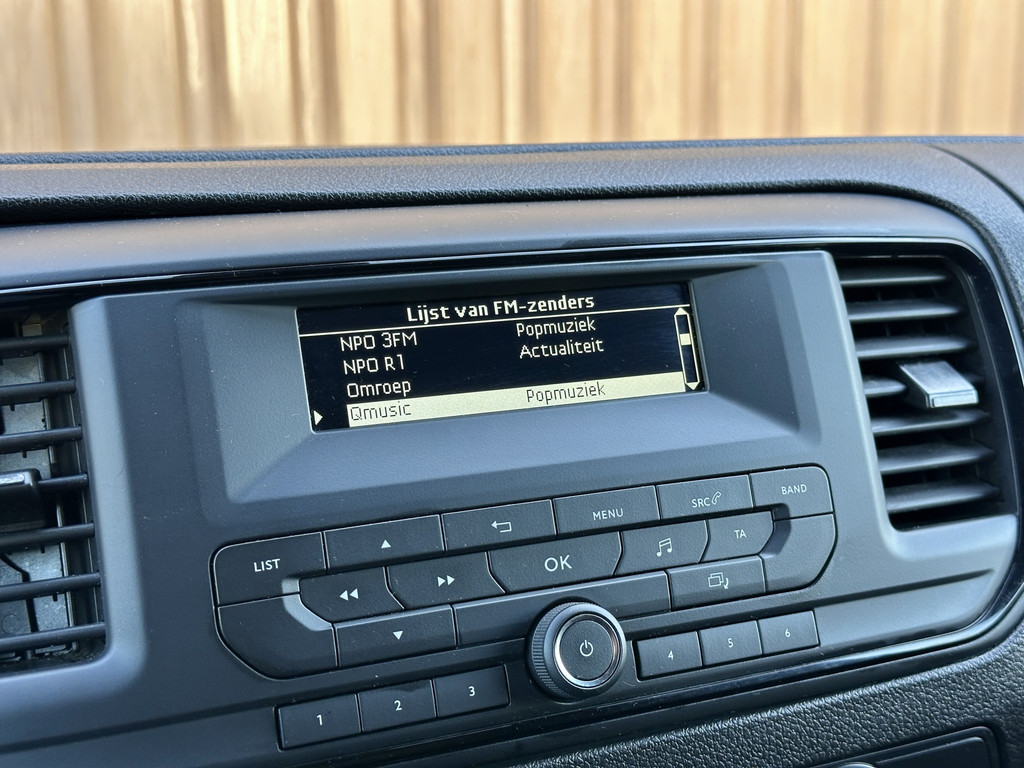 Lijst van FM-zenders
NPO 3FM Popmuziek
NPO R1 Actualiteit
Omroep
Qmusic Popmuziek
LIST
MENU
SRC
BAND
OK
TA
1
2
3
4
5
6